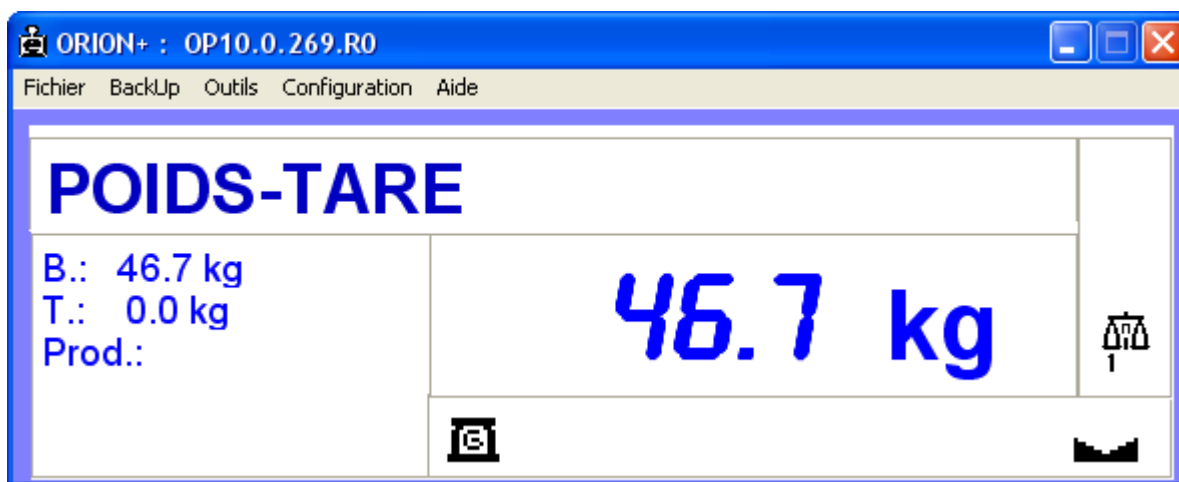 ORION+ : OP10.0.269.R0
Fichier BackUp Outils Configuration Aide
POIDS-TARE
B.: 46.7 kg
T.: 0.0 kg
Prod.:
46.7 kg
1
G